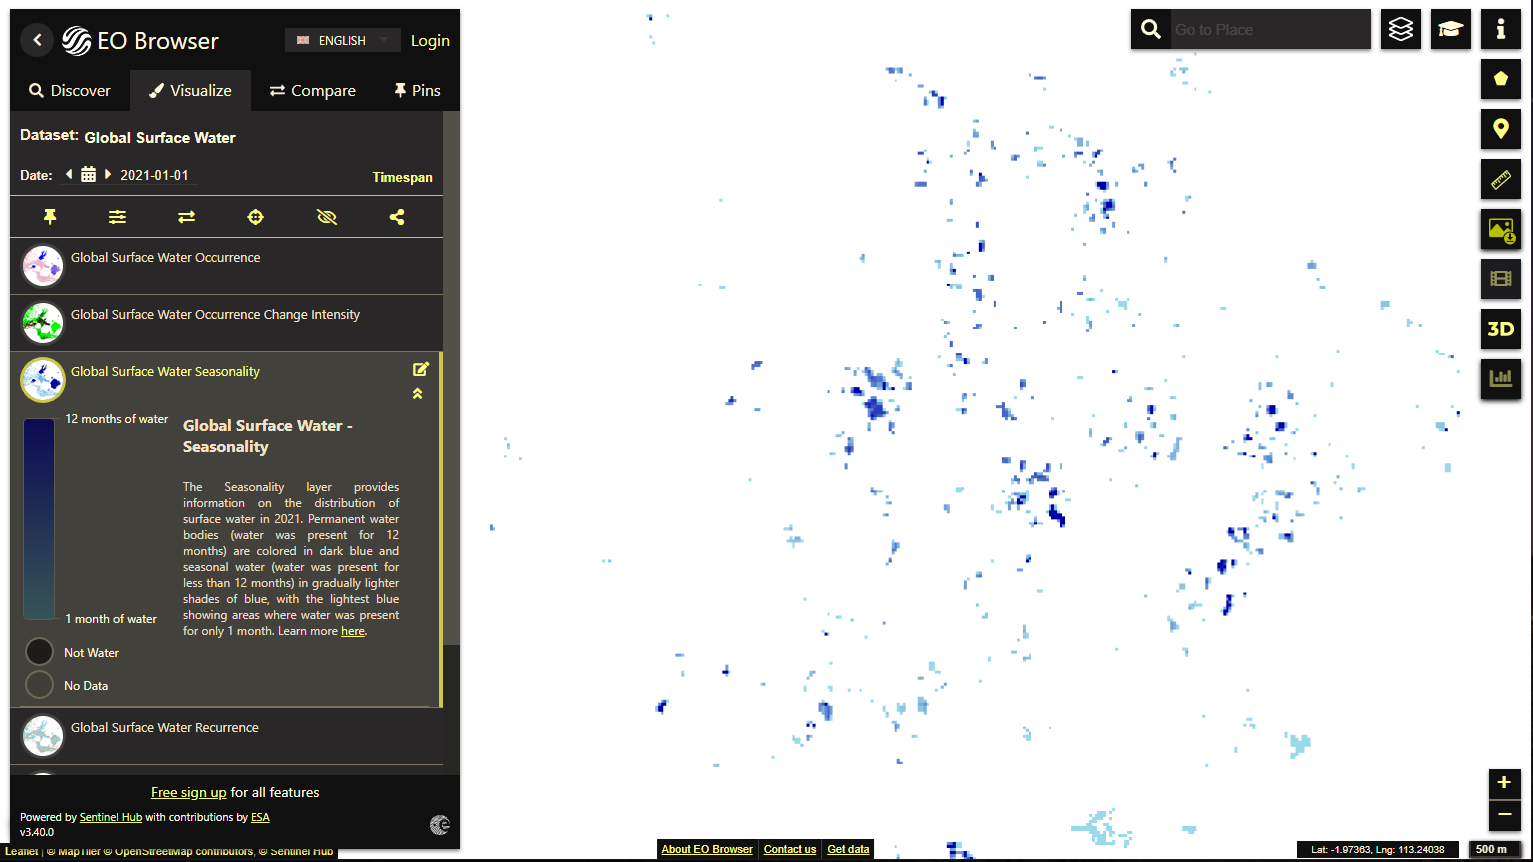 EO Browser
ENGLISH
Login
Discover
Visualize
Compare
Pins
Dataset: Global Surface Water
Date: 2021-01-01
Timespan
Global Surface Water Occurrence
Global Surface Water Occurrence Change Intensity
Global Surface Water Seasonality
12 months of water
1 month of water
Not Water
No Data
Global Surface Water -
Seasonality
The Seasonality layer provides
information on the distribution of
surface water in 2021. Permanent water
bodies (water was present for 12
months) are colored in dark blue and
seasonal water (water was present for
less than 12 months) in gradually lighter
shades of blue, with the lightest blue
showing areas where water was present
for only 1 month. Learn more here.
Global Surface Water Recurrence
Free sign up for all features
Powered by Sentinel Hub with contributions by ESA
v3.40.0
Leaflet | © MapTiler © OpenStreetMap contributors, © Sentinel Hub
Go to Place
3D
About EO Browser
Contact us
Get data
Lat: -1.97363, Lng: 113.24038
500 m